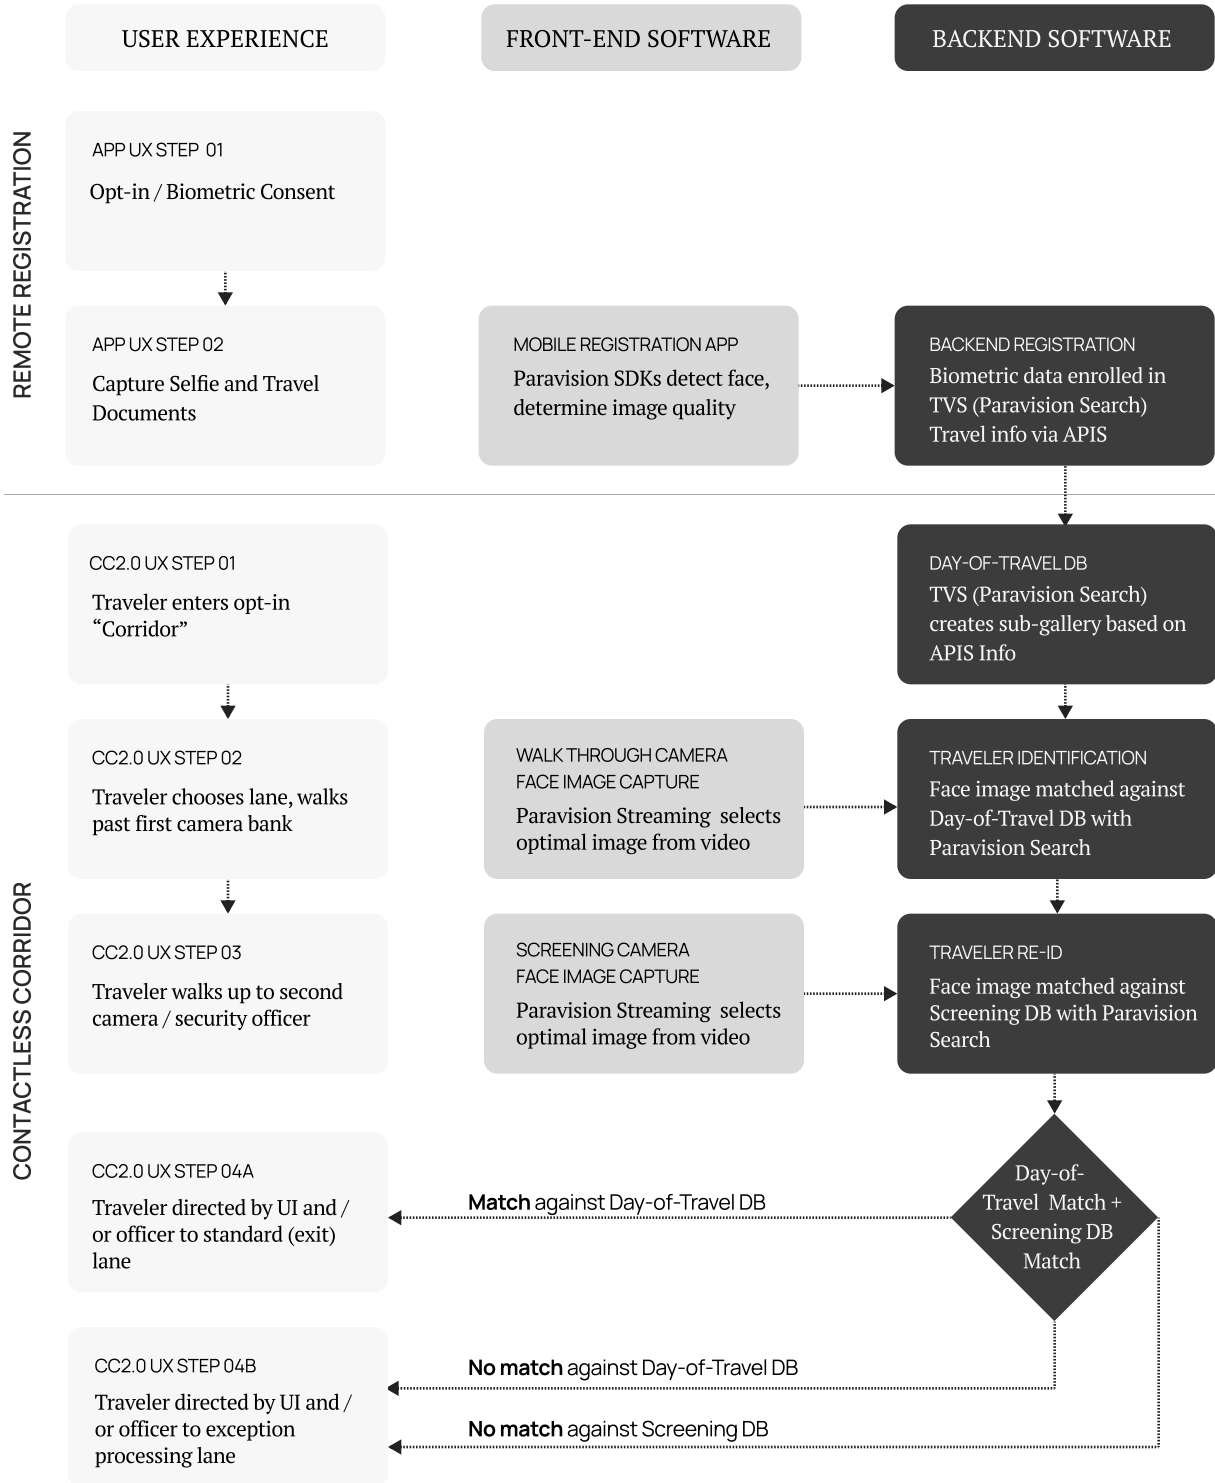 USER EXPERIENCE
FRONT-END SOFTWARE
BACKEND SOFTWARE
REMOTE REGISTRATION
APP UX STEP 01
Opt-in / Biometric Consent
APP UX STEP 02
Capture Selfie and Travel
Documents
MOBILE REGISTRATION APP
Paravision SDKs detect face,
determine image quality
BACKEND REGISTRATION
Biometric data enrolled in
TVS (Paravision Search)
Travel info via APIS
CONTACTLESS CORRIDOR
CC2.0 UX STEP 01
Traveler enters opt-in
“Corridor”
DAY-OF-TRAVEL DB
TVS (Paravision Search)
creates sub-gallery based on
APIS Info
CC2.0 UX STEP 02
Traveler chooses lane, walks
past first camera bank
WALK THROUGH CAMERA
FACE IMAGE CAPTURE
Paravision Streaming selects
optimal image from video
TRAVELER IDENTIFICATION
Face image matched against
Day-of-Travel DB with
Paravision Search
CC2.0 UX STEP 03
Traveler walks up to second
camera / security officer
SCREENING CAMERA
FACE IMAGE CAPTURE
Paravision Streaming selects
optimal image from video
TRAVELER RE-ID
Face image matched against
Screening DB with Paravision
Search
Day-of-
Travel Match +
Screening DB
Match
CC2.0 UX STEP 04A
Traveler directed by UI and /
or officer to standard (exit)
lane
Match against Day-of-Travel DB
CC2.0 UX STEP 04B
Traveler directed by UI and /
or officer to exception
processing lane
No match against Day-of-Travel DB
No match against Screening DB